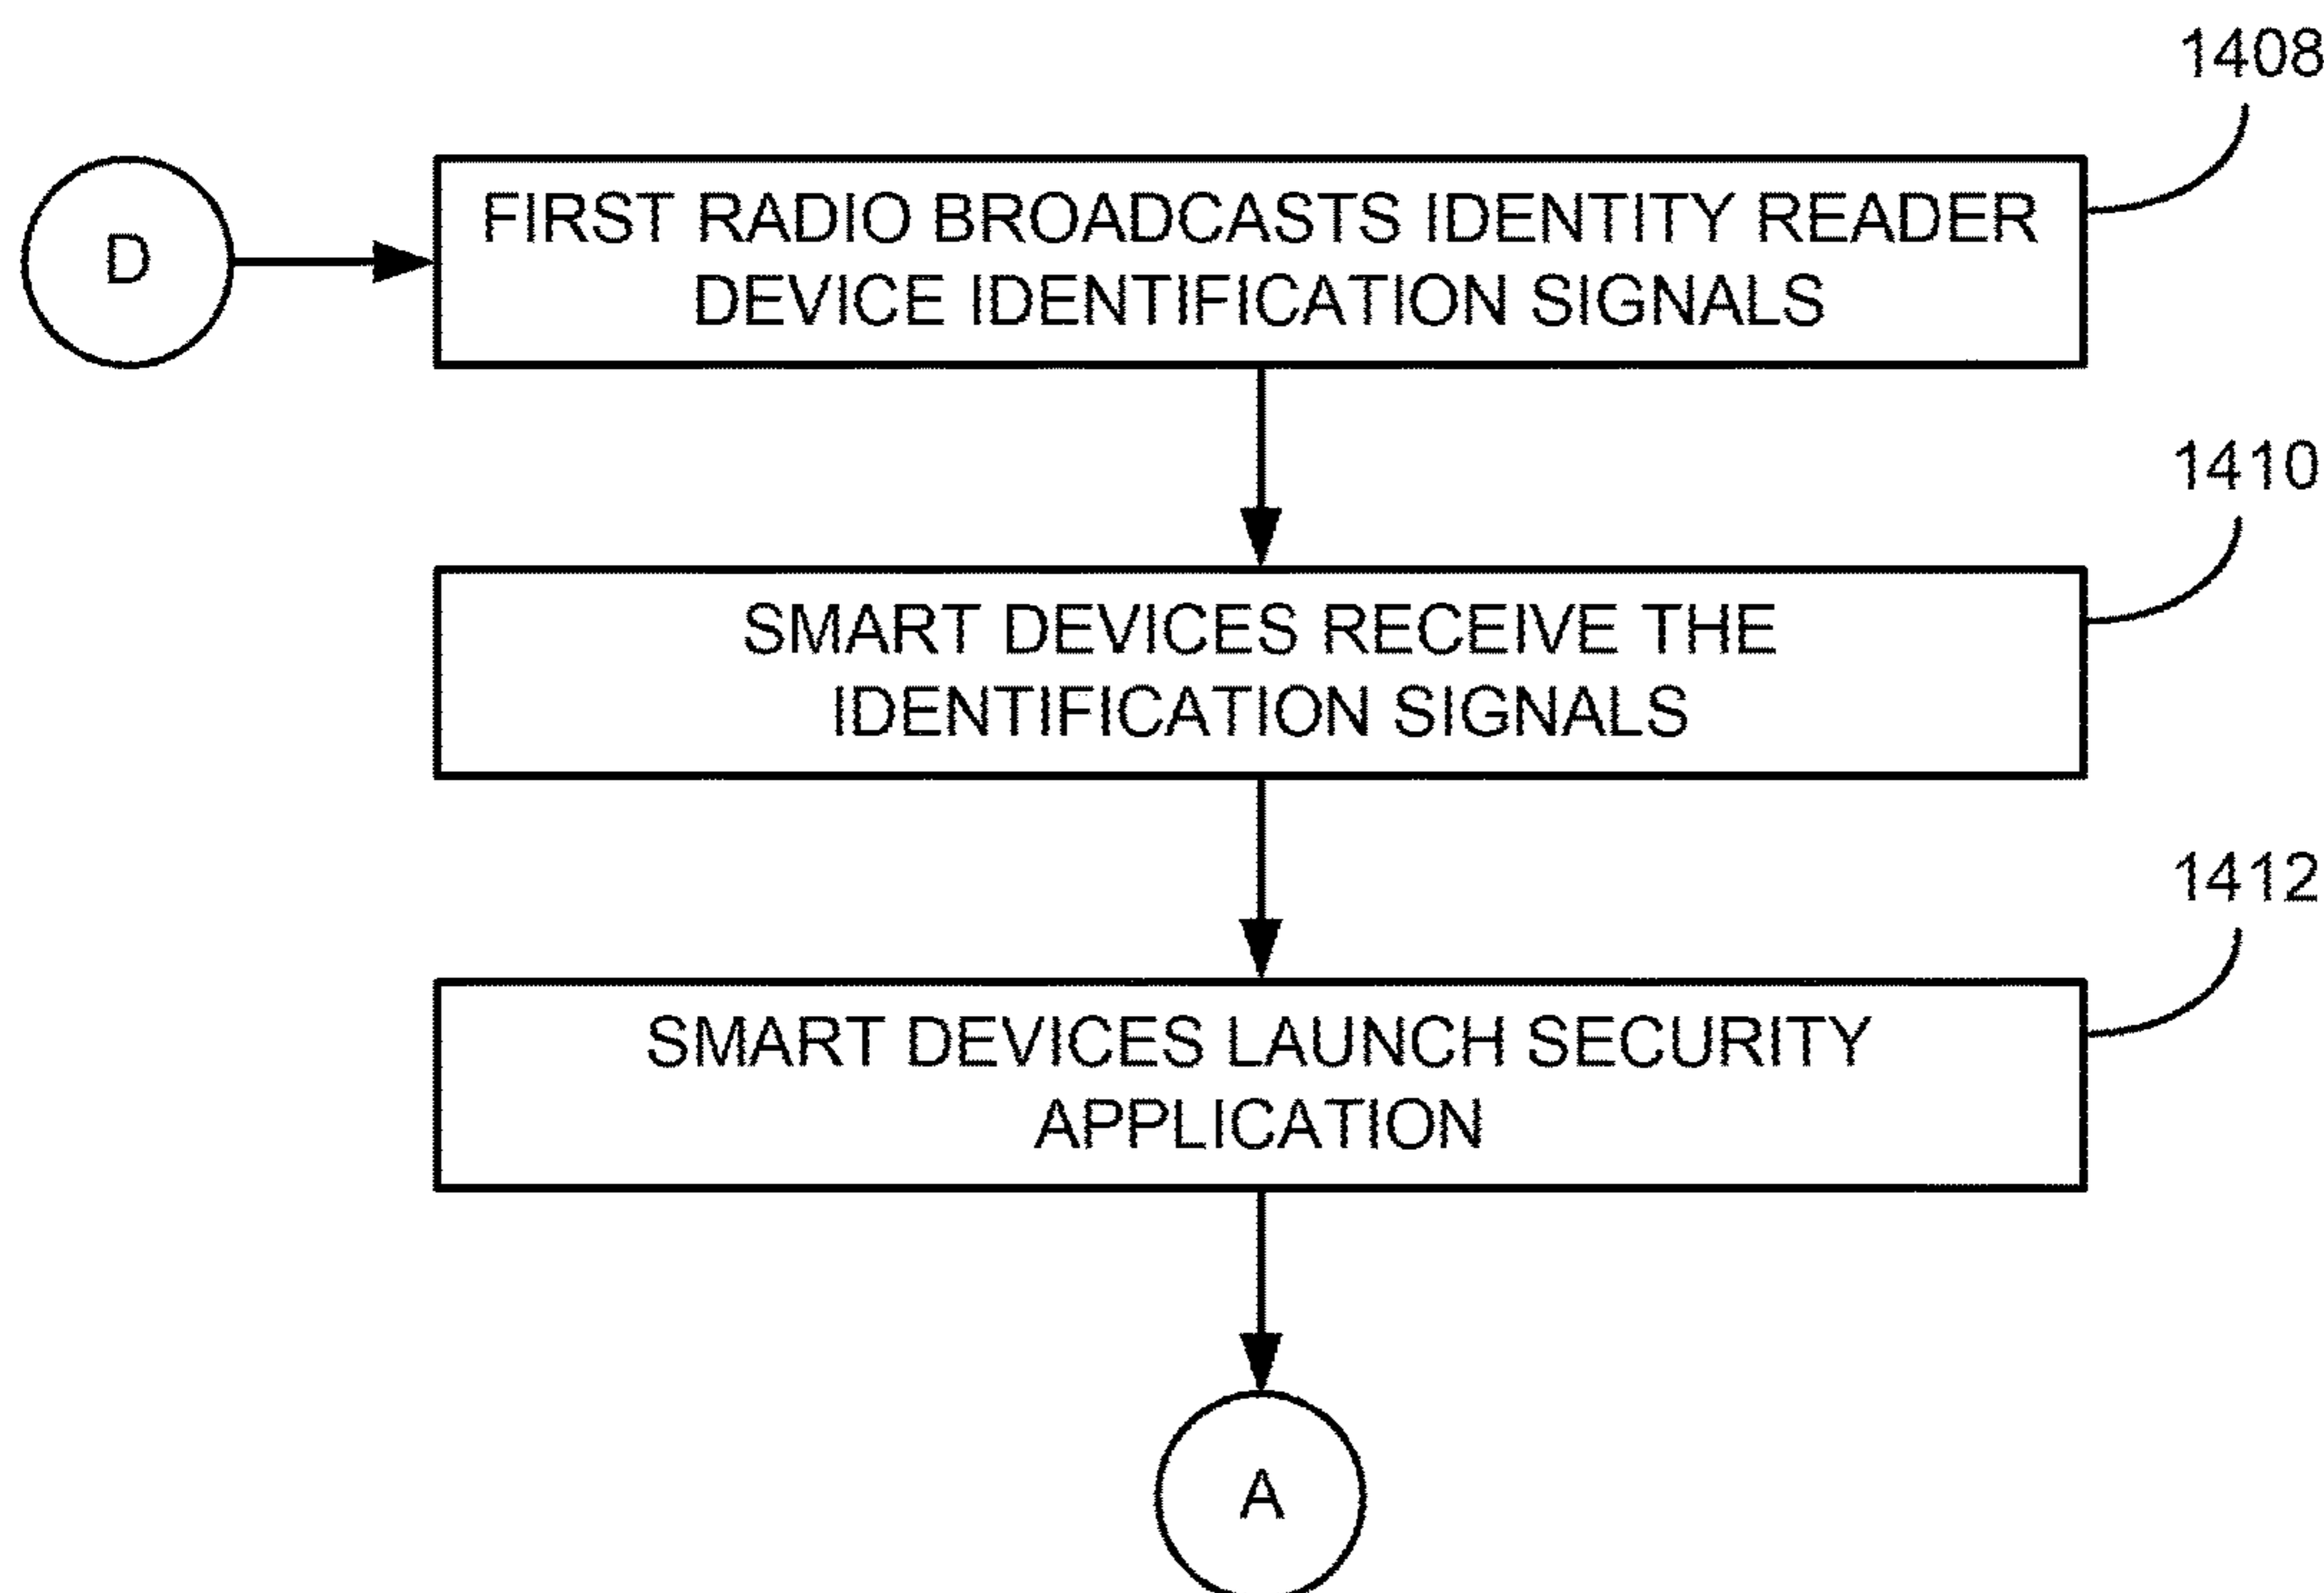 1408
D
FIRST RADIO BROADCASTS IDENTITY READER
DEVICE IDENTIFICATION SIGNALS
1410
SMART DEVICES RECEIVE THE
IDENTIFICATION SIGNALS
1412
SMART DEVICES LAUNCH SECURITY
APPLICATION
A